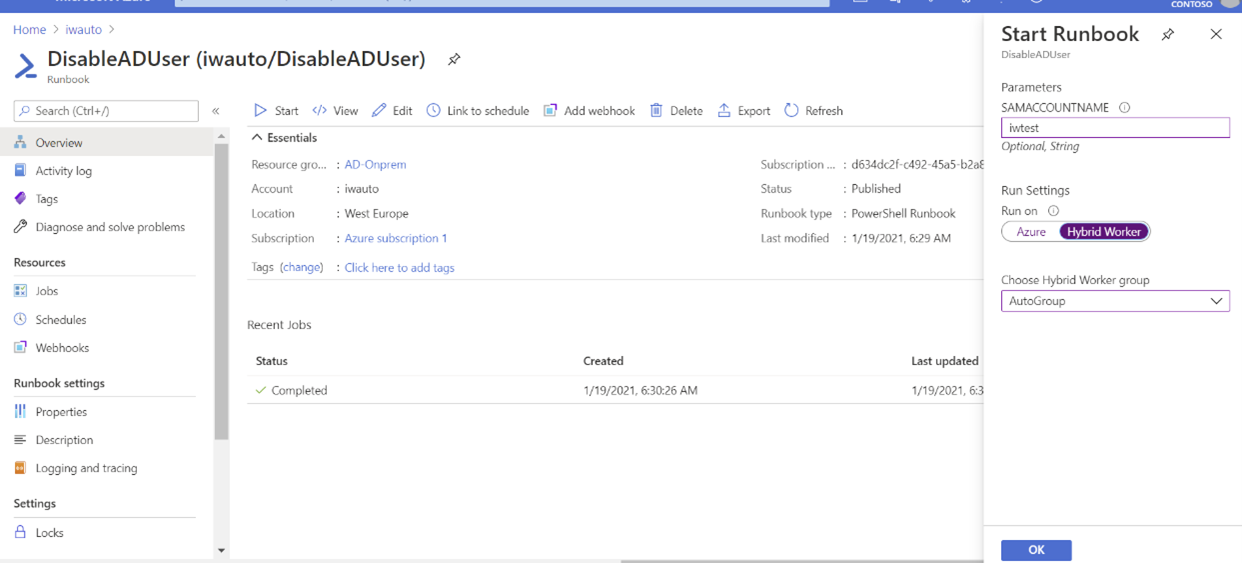 CONTOSO
Home > iwauto >
DisableADUser (iwauto/DisableADUser)
Runbook
Search (Ctrl+/)
«
Overview
Activity log
Tags
Diagnose and solve problems
Resources
Jobs
Schedules
Webhooks
Runbook settings
Properties
Description
Logging and tracing
Settings
Locks
Start View Edit Link to schedule Add webhook Delete Export Refresh
Essentials
Resource gro... : AD-Onprem
Account : iwauto
Location : West Europe
Subscription : Azure subscription 1
Tags (change) : Click here to add tags
Subscription ... : d634dc2f-c492-45a5-b2a8
Status : Published
Runbook type : PowerShell Runbook
Last modified : 1/19/2021, 6:29 AM
Recent Jobs
Status Created Last updated
Completed 1/19/2021, 6:30:26 AM 1/19/2021, 6:3
Start Runbook
DisableADUser
Parameters
SAMACCOUNTNAME
iwtest
Optional, String
Run Settings
Run on
Azure Hybrid Worker
Choose Hybrid Worker group
AutoGroup
OK